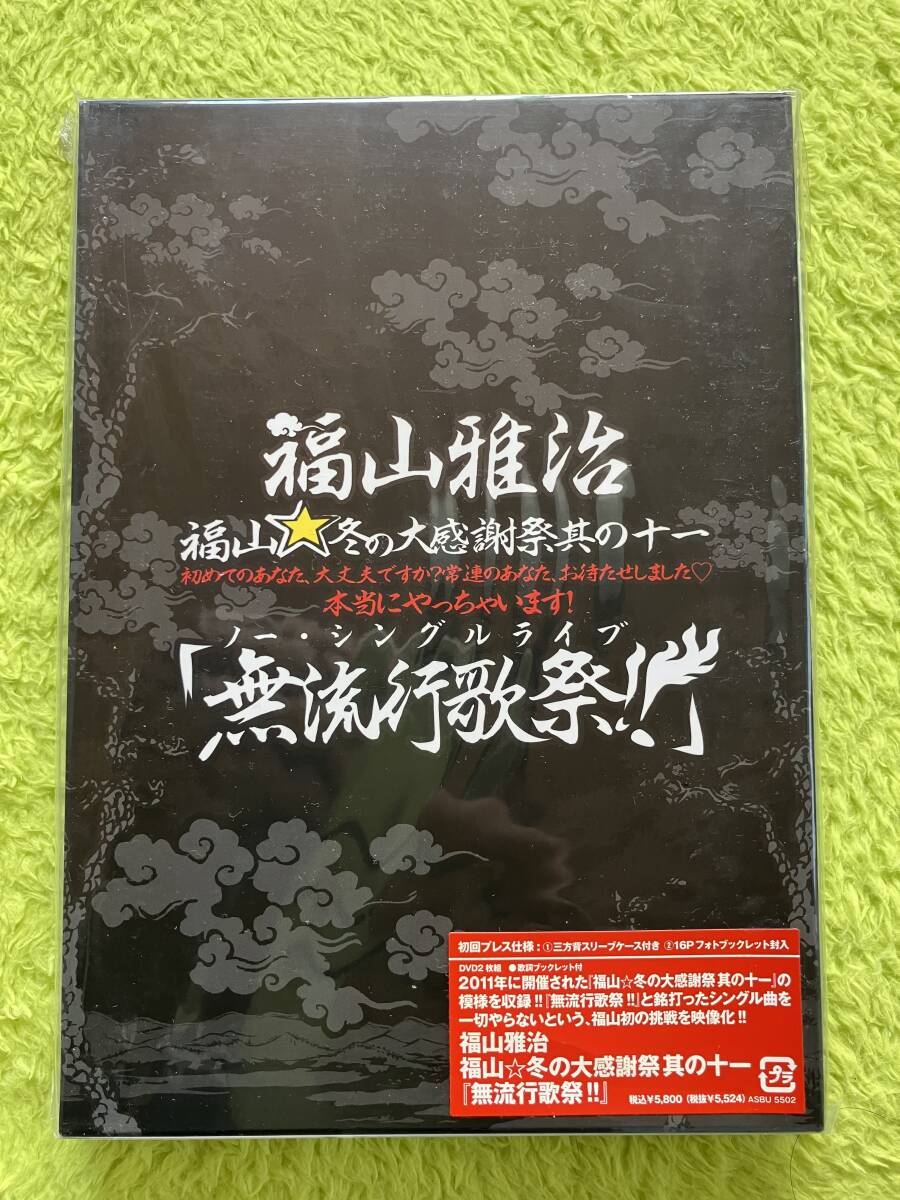 福山雅治
福山☆冬の大感謝祭其の十一
初めてのあなた、大丈夫ですか?常連のあなた、お待たせしました♡
本当にやっちゃいます!
ノー・シングルライブ
「無流行歌祭!!」
初回プレス仕様:①三方背スリーブケース付き ②16Pフォトブックレット封入
DVD2枚組 ●歌詞ブックレット付
2011年に開催された『福山☆冬の大感謝祭 其の十一』の
模様を収録!!『無流行歌祭!!』と銘打ったシングル曲を
一切やらないという、福山初の挑戦を映像化!!
福山雅治
福山☆冬の大感謝祭 其の十一
『無流行歌祭!!』
税込¥5,800(税抜¥5,524) ASBU 5502
プラ